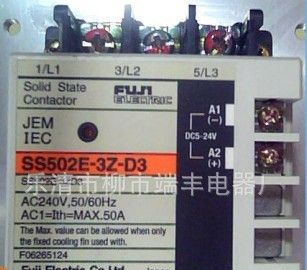 1/L1 3/L2 5/L3
Solid State
Contactor
FUJI
ELECTRIC
A1
(-)
JEM
IEC
DC5-24V
A2
(+)
SS502E-3Z-D3
乐清市柳市端丰电器厂
AC240V, 50/60Hz
AC1=Ith=MAX.50A
The Max. value can be allowed when only
the fixed cooling fin used with.
F06265124
Fuji Electric Co